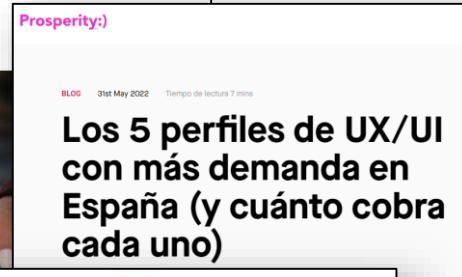 Prosperity:)
BLOG 31st May 2022 Tiempo de lectura 7 mins
Los 5 perfiles de UX/UI
con más demanda en
España (y cuánto cobra
cada uno)